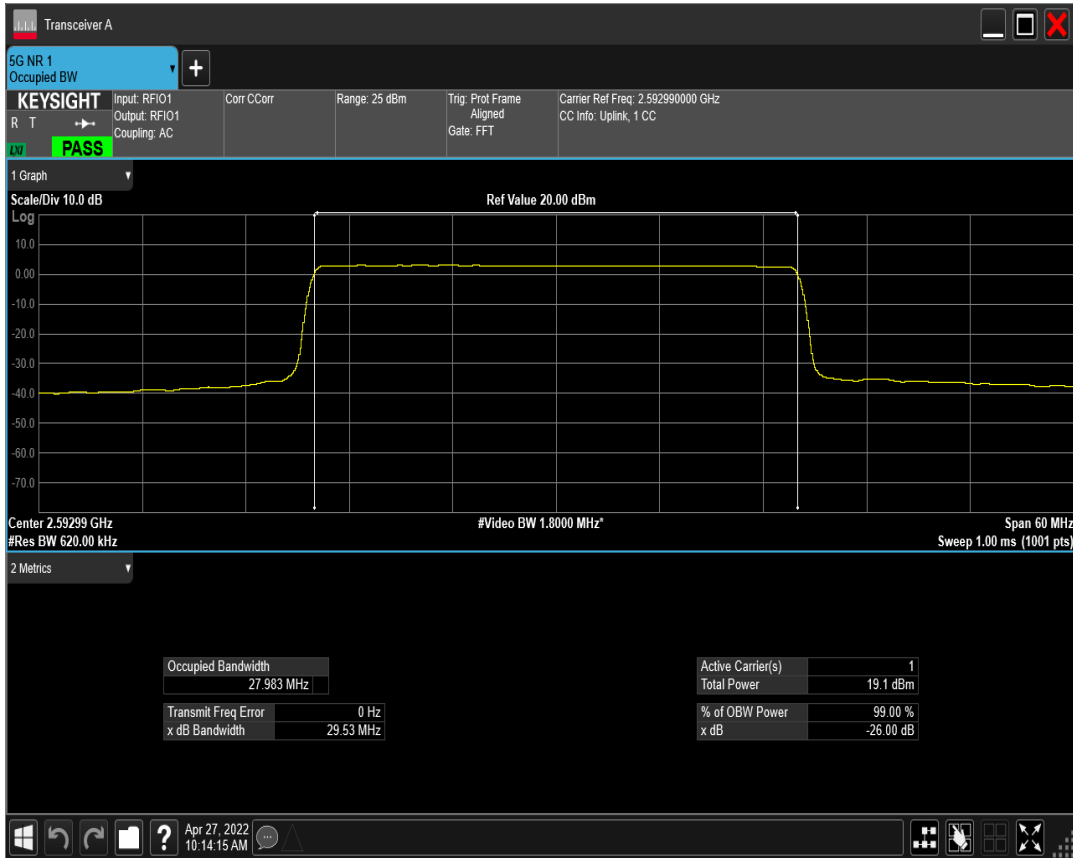 Transceiver A
5G NR 1
Occupied BW
KEYSIGHT
R T
LXI
PASS
Input: RFIO1
Output: RFIO1
Coupling: AC
Corr CCorr
Range: 25 dBm
Trig: Prot Frame
Aligned
Gate: FFT
Carrier Ref Freq: 2.592990000 GHz
CC Info: Uplink, 1 CC
1 Graph
Scale/Div 10.0 dB
Ref Value 20.00 dBm
Log
10.0
0.00
-10.0
-20.0
-30.0
-40.0
-50.0
-60.0
-70.0
Center 2.59299 GHz
#Video BW 1.8000 MHz*
Span 60 MHz
#Res BW 620.00 kHz
Sweep 1.00 ms (1001 pts)
2 Metrics
Occupied Bandwidth
27.983 MHz
Transmit Freq Error 0 Hz
x dB Bandwidth 29.53 MHz
Active Carrier(s) 1
Total Power 19.1 dBm
% of OBW Power 99.00 %
x dB -26.00 dB
?
Apr 27, 2022
10:14:15 AM